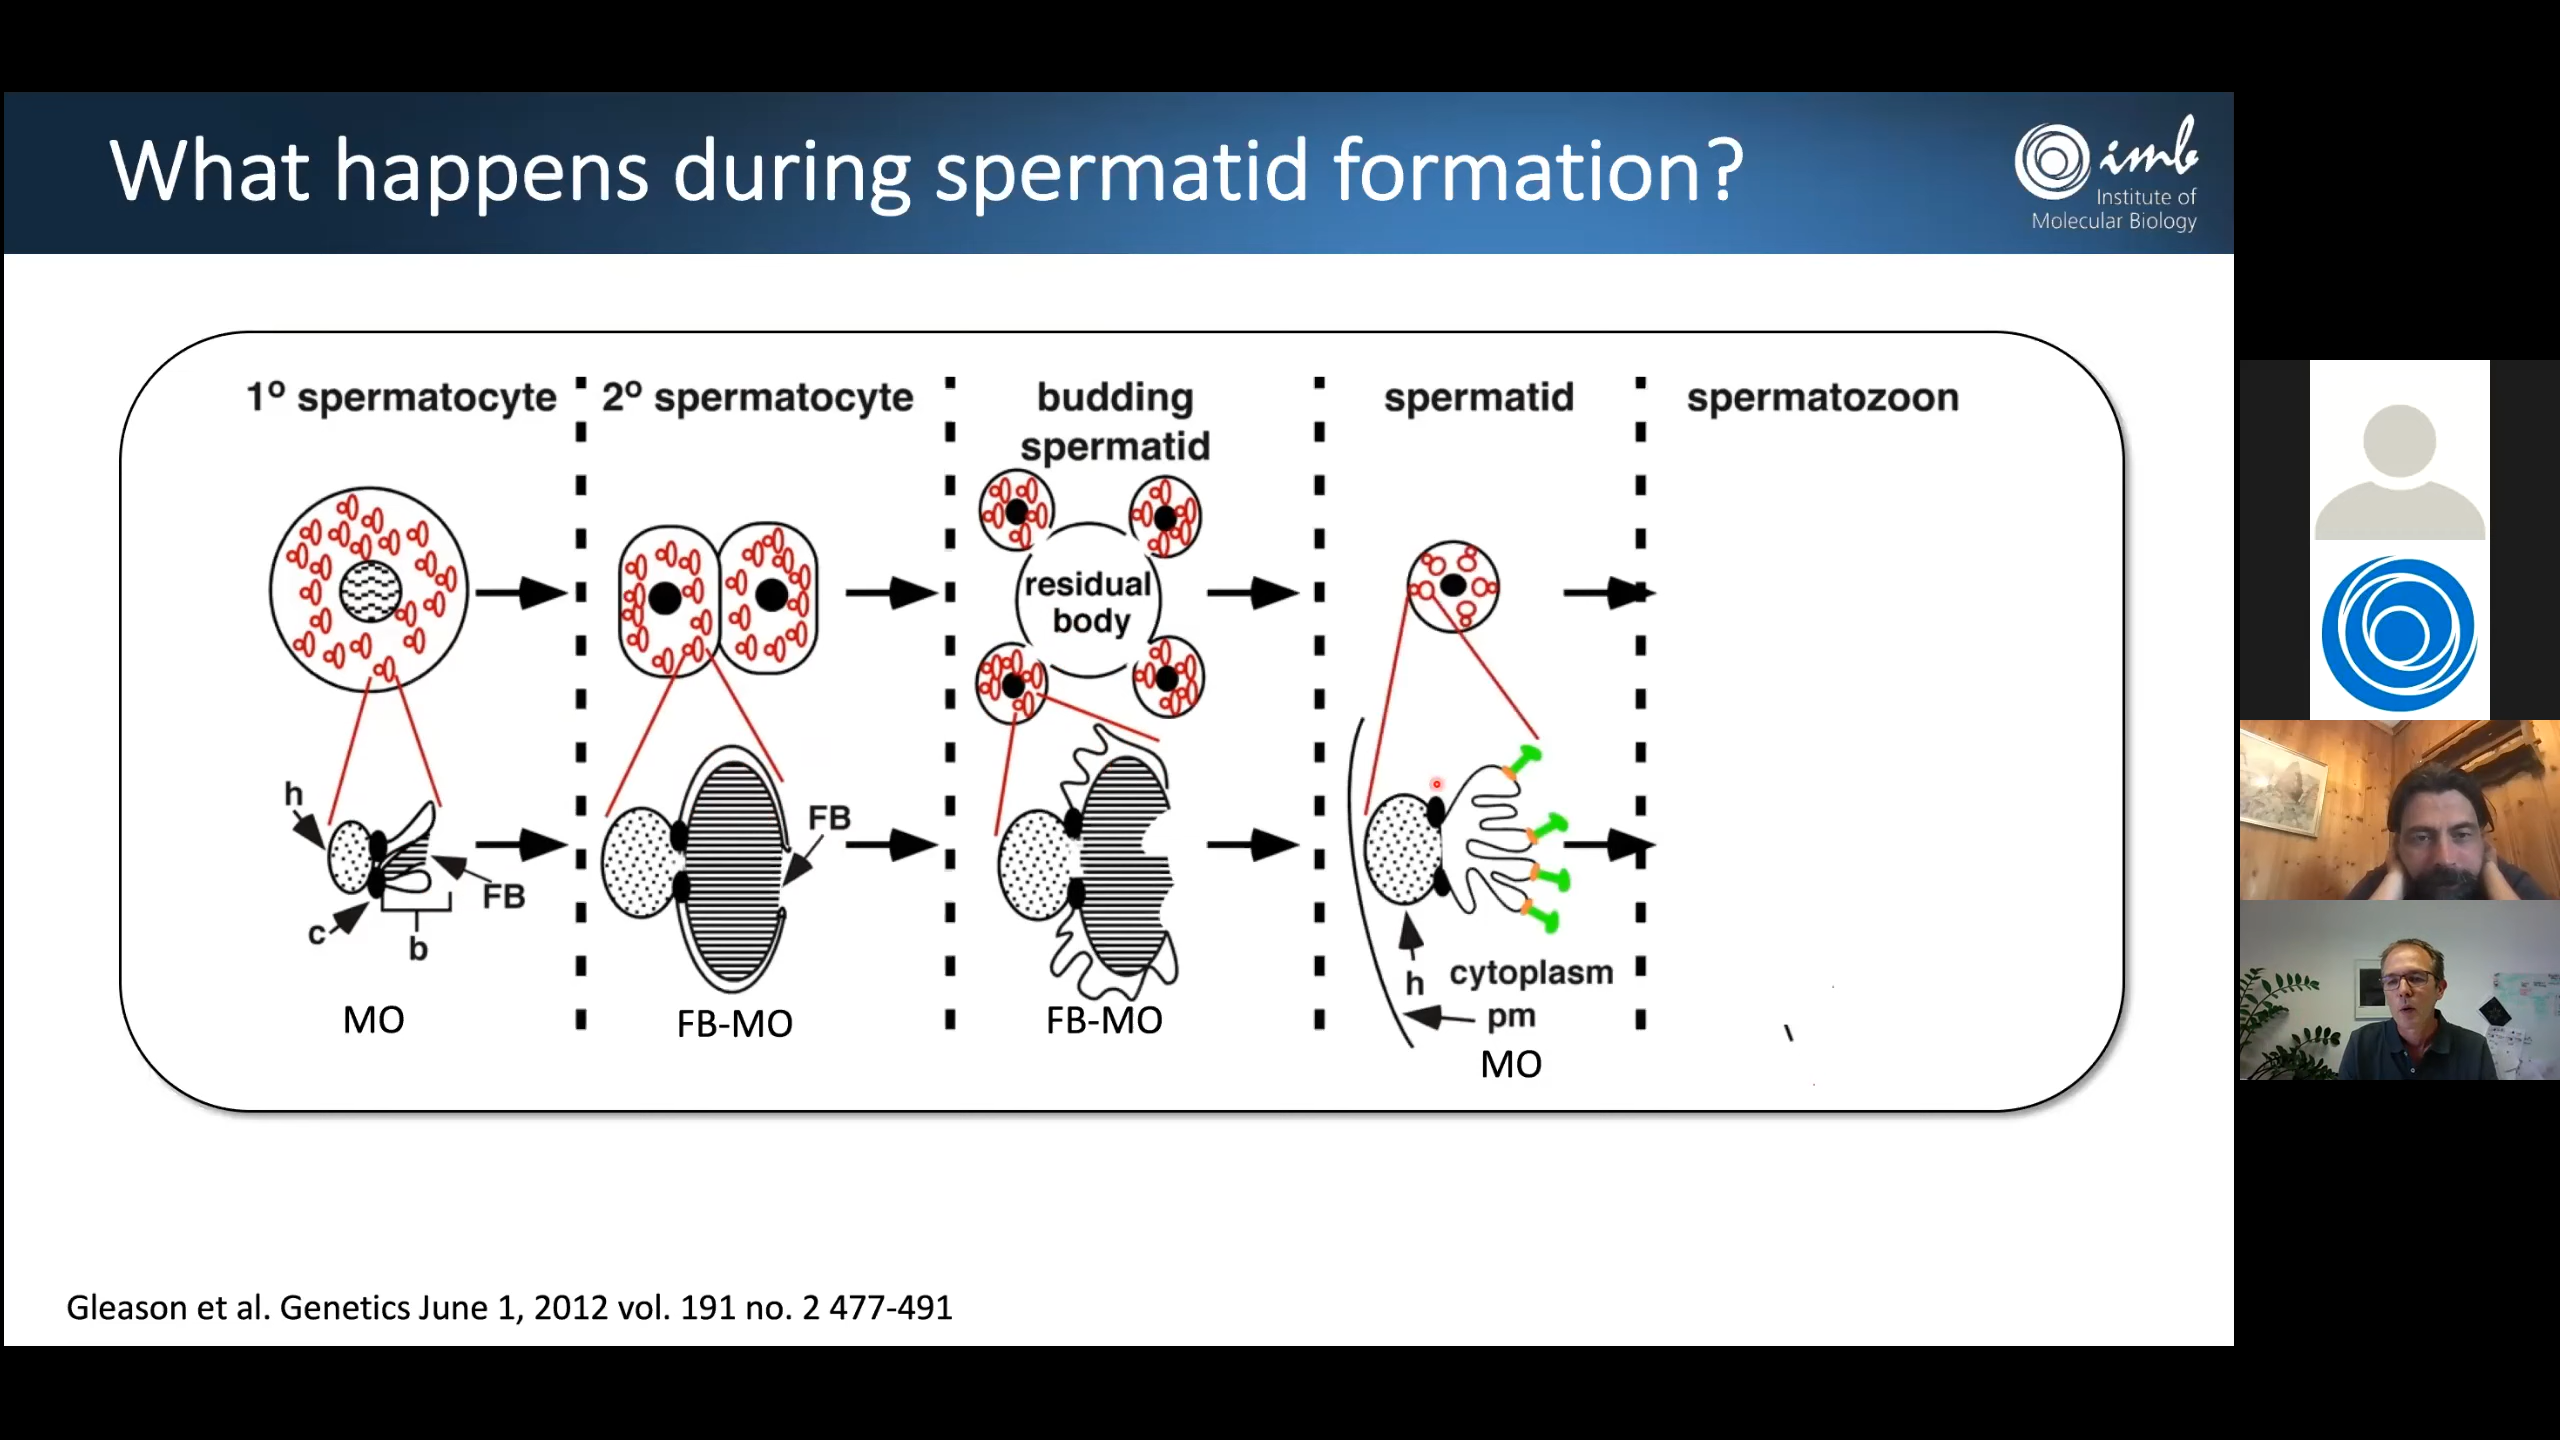 What happens during spermatid formation?
imb
Institute of
Molecular Biology
1º spermatocyte
2º spermatocyte
budding
spermatid
spermatid
spermatozoon
residual
body
h
FB
c
b
MO
FB
FB-MO
FB-MO
h
cytoplasm
pm
MO
Gleason et al. Genetics June 1, 2012 vol. 191 no. 2 477-491